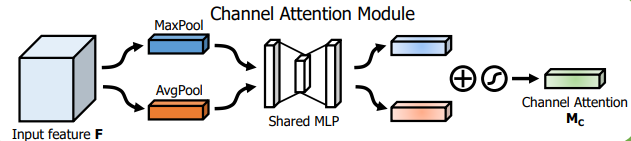 Channel Attention Module
MaxPool
AvgPool
Input feature F
Shared MLP
Channel Attention
Mc